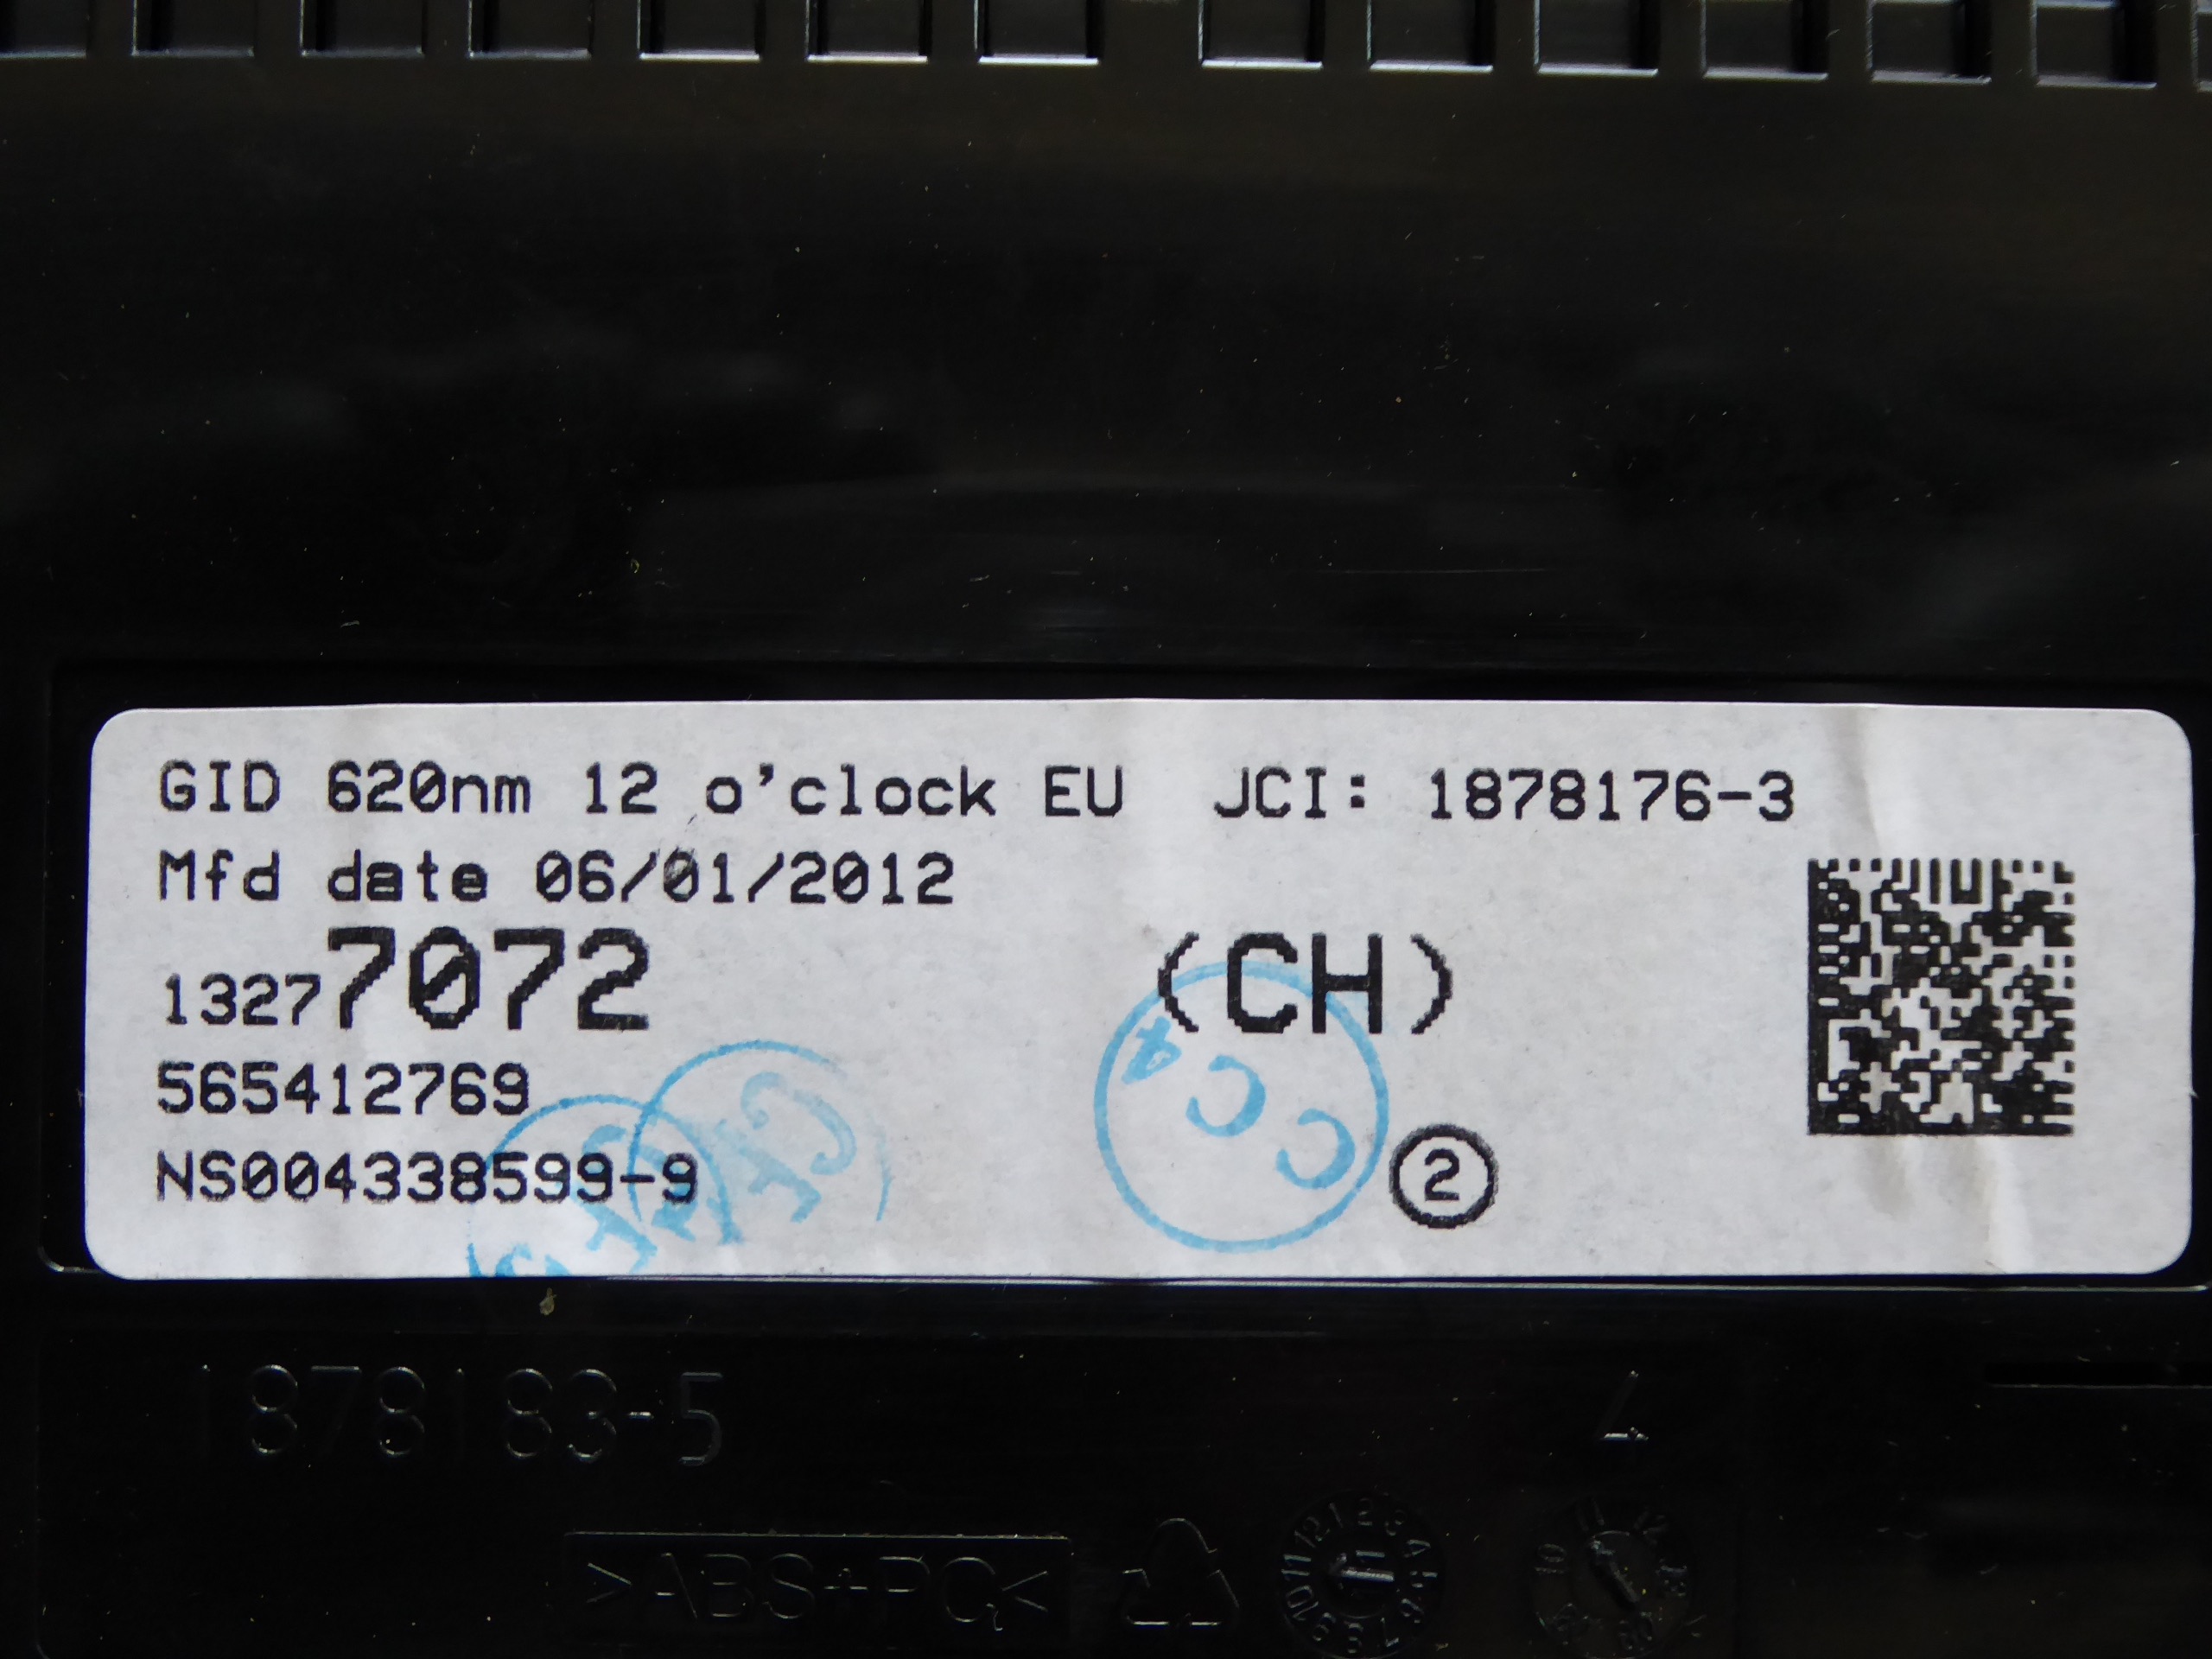 GID 620nm 12 o'clock EU JCI: 1878176-3
Mfd date 06/01/2012
13277072 (CH)
565412769
NS004338599-9
2
CC4
1878183-5
>ABS+PC<